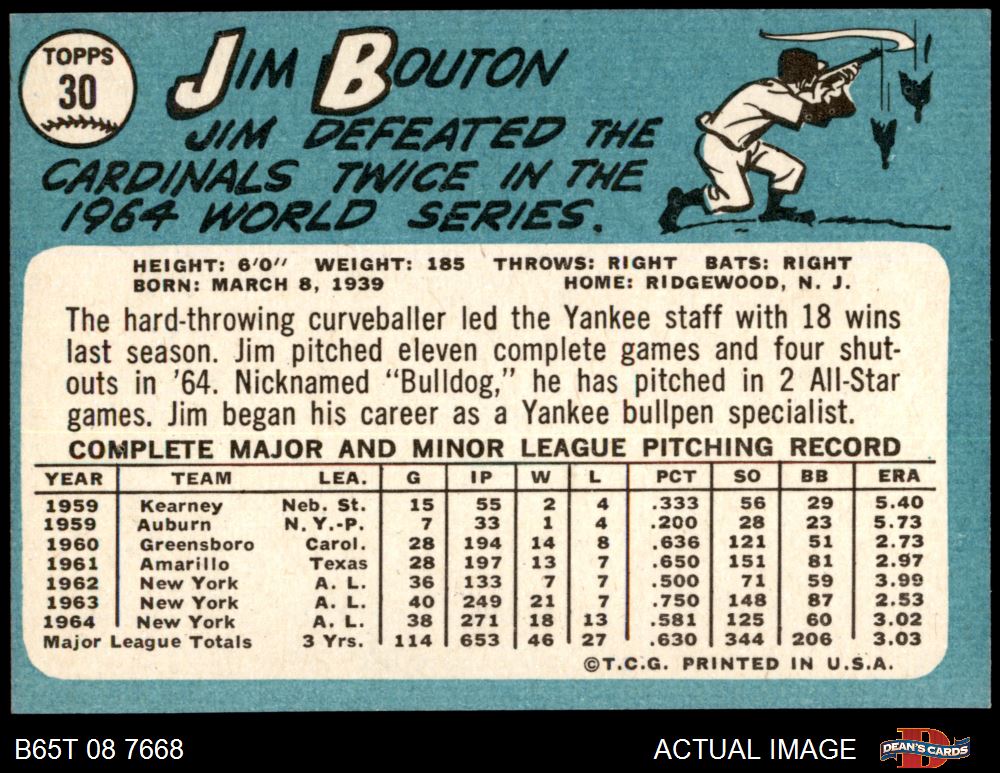 TOPPS
30
JIM BOUTON
JIM DEFEATED THE
CARDINALS TWICE IN THE
1964 WORLD SERIES.
HEIGHT: 6'0" WEIGHT: 185 THROWS: RIGHT BATS: RIGHT
BORN: MARCH 8, 1939 HOME: RIDGEWOOD, N. J.
The hard-throwing curveballer led the Yankee staff with 18 wins
last season. Jim pitched eleven complete games and four shut-
outs in '64. Nicknamed "Bulldog," he has pitched in 2 All-Star
games. Jim began his career as a Yankee bullpen specialist.
COMPLETE MAJOR AND MINOR LEAGUE PITCHING RECORD
YEAR TEAM LEA. G IP W L PCT SO BB ERA
1959 Kearney Neb. St. 15 55 2 4 .333 56 29 5.40
1959 Auburn N. Y.-P. 7 33 1 4 .200 28 23 5.73
1960 Greensboro Carol. 28 194 14 8 .636 121 51 2.73
1961 Amarillo Texas 28 197 13 7 .650 151 81 2.97
1962 New York A. L. 36 133 7 7 .500 71 59 3.99
1963 New York A. L. 40 249 21 7 .750 148 87 2.53
1964 New York A. L. 38 271 18 13 .581 125 60 3.02
Major League Totals 3 Yrs. 114 653 46 27 .630 344 206 3.03
©T.C.G. PRINTED IN U.S.A.
B65T 08 7668 ACTUAL IMAGE DEAN'S CARDS